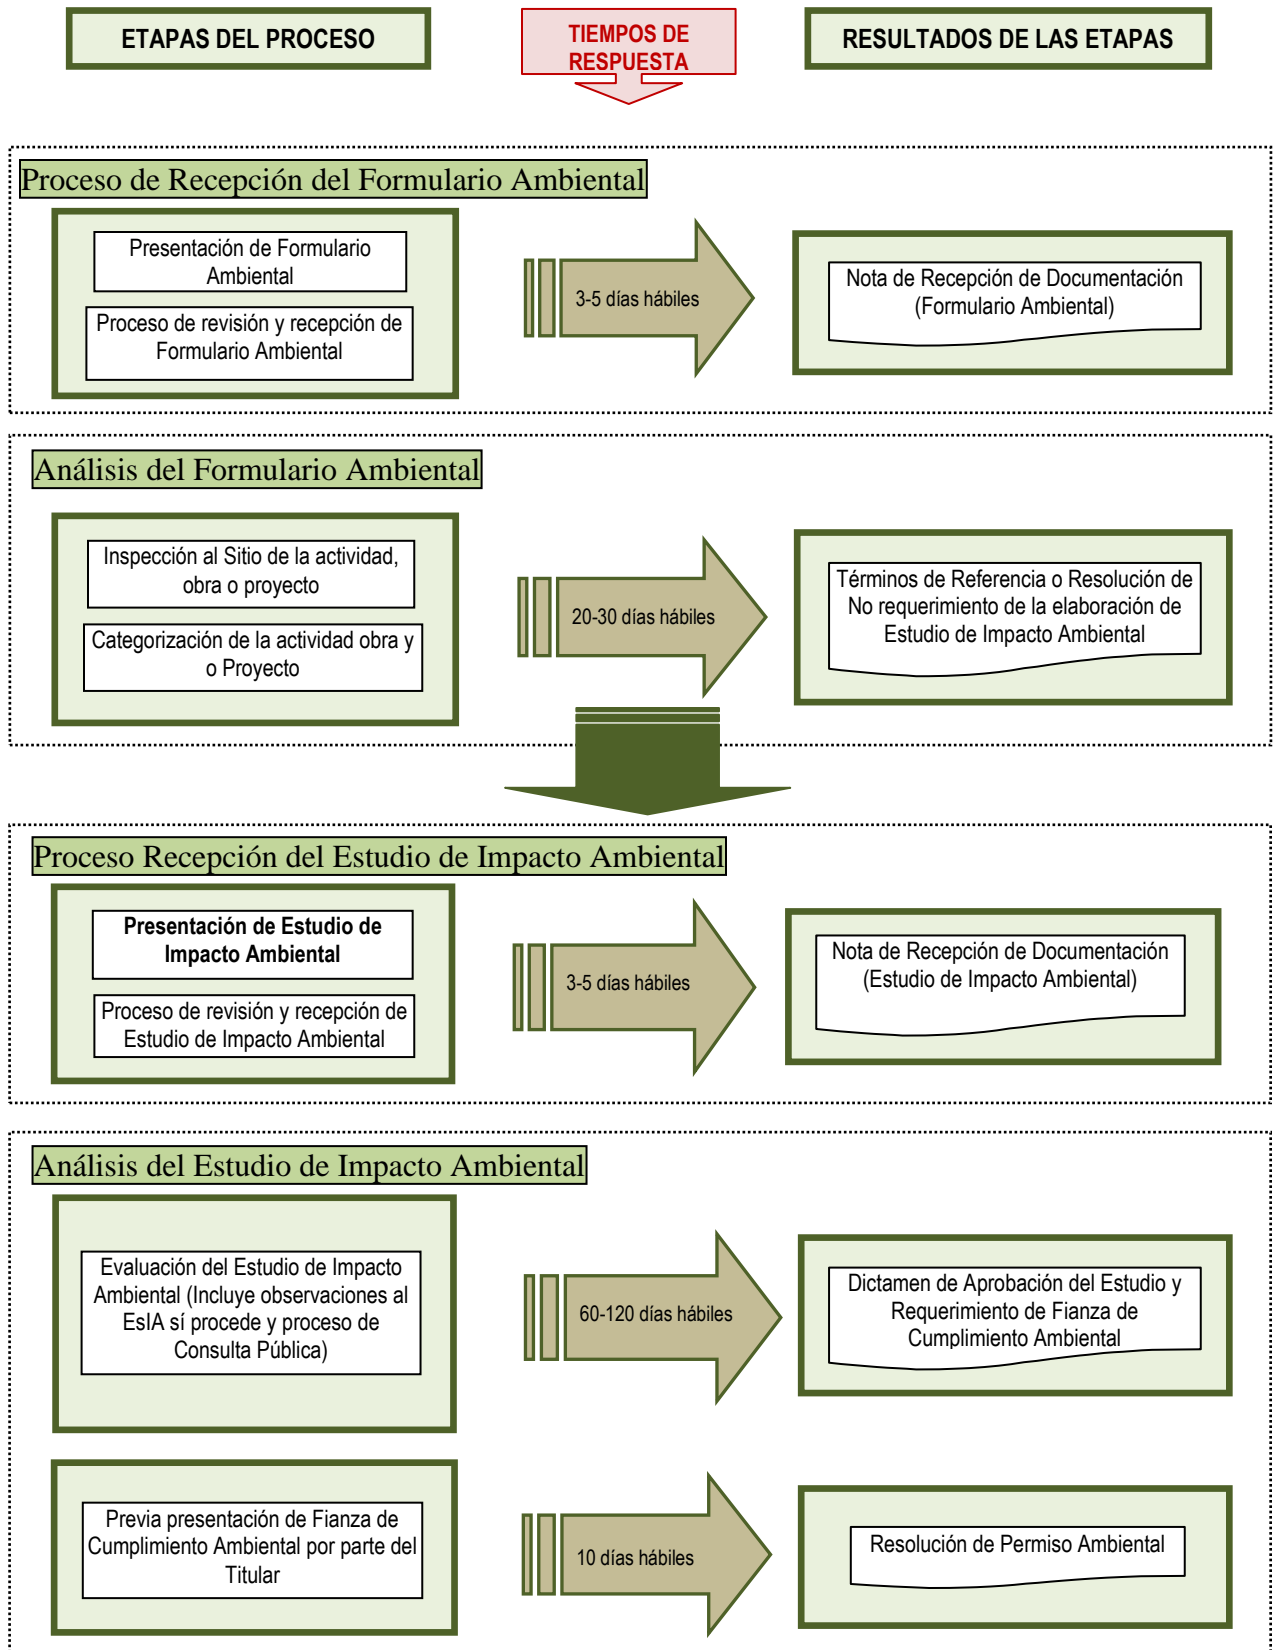 ETAPAS DEL PROCESO
TIEMPOS DE
RESPUESTA
RESULTADOS DE LAS ETAPAS
Proceso de Recepción del Formulario Ambiental
Presentación de Formulario
Ambiental
Proceso de revisión y recepción de
Formulario Ambiental
3-5 días hábiles
Nota de Recepción de Documentación
(Formulario Ambiental)
Análisis del Formulario Ambiental
Inspección al Sitio de la actividad,
obra o proyecto
Categorización de la actividad obra y
o Proyecto
20-30 días hábiles
Términos de Referencia o Resolución de
No requerimiento de la elaboración de
Estudio de Impacto Ambiental
Proceso Recepción del Estudio de Impacto Ambiental
Presentación de Estudio de
Impacto Ambiental
Proceso de revisión y recepción de
Estudio de Impacto Ambiental
3-5 días hábiles
Nota de Recepción de Documentación
(Estudio de Impacto Ambiental)
Análisis del Estudio de Impacto Ambiental
Evaluación del Estudio de Impacto
Ambiental (Incluye observaciones al
EsIA sí procede y proceso de
Consulta Pública)
60-120 días hábiles
Dictamen de Aprobación del Estudio y
Requerimiento de Fianza de
Cumplimiento Ambiental
Previa presentación de Fianza de
Cumplimiento Ambiental por parte del
Titular
10 días hábiles
Resolución de Permiso Ambiental